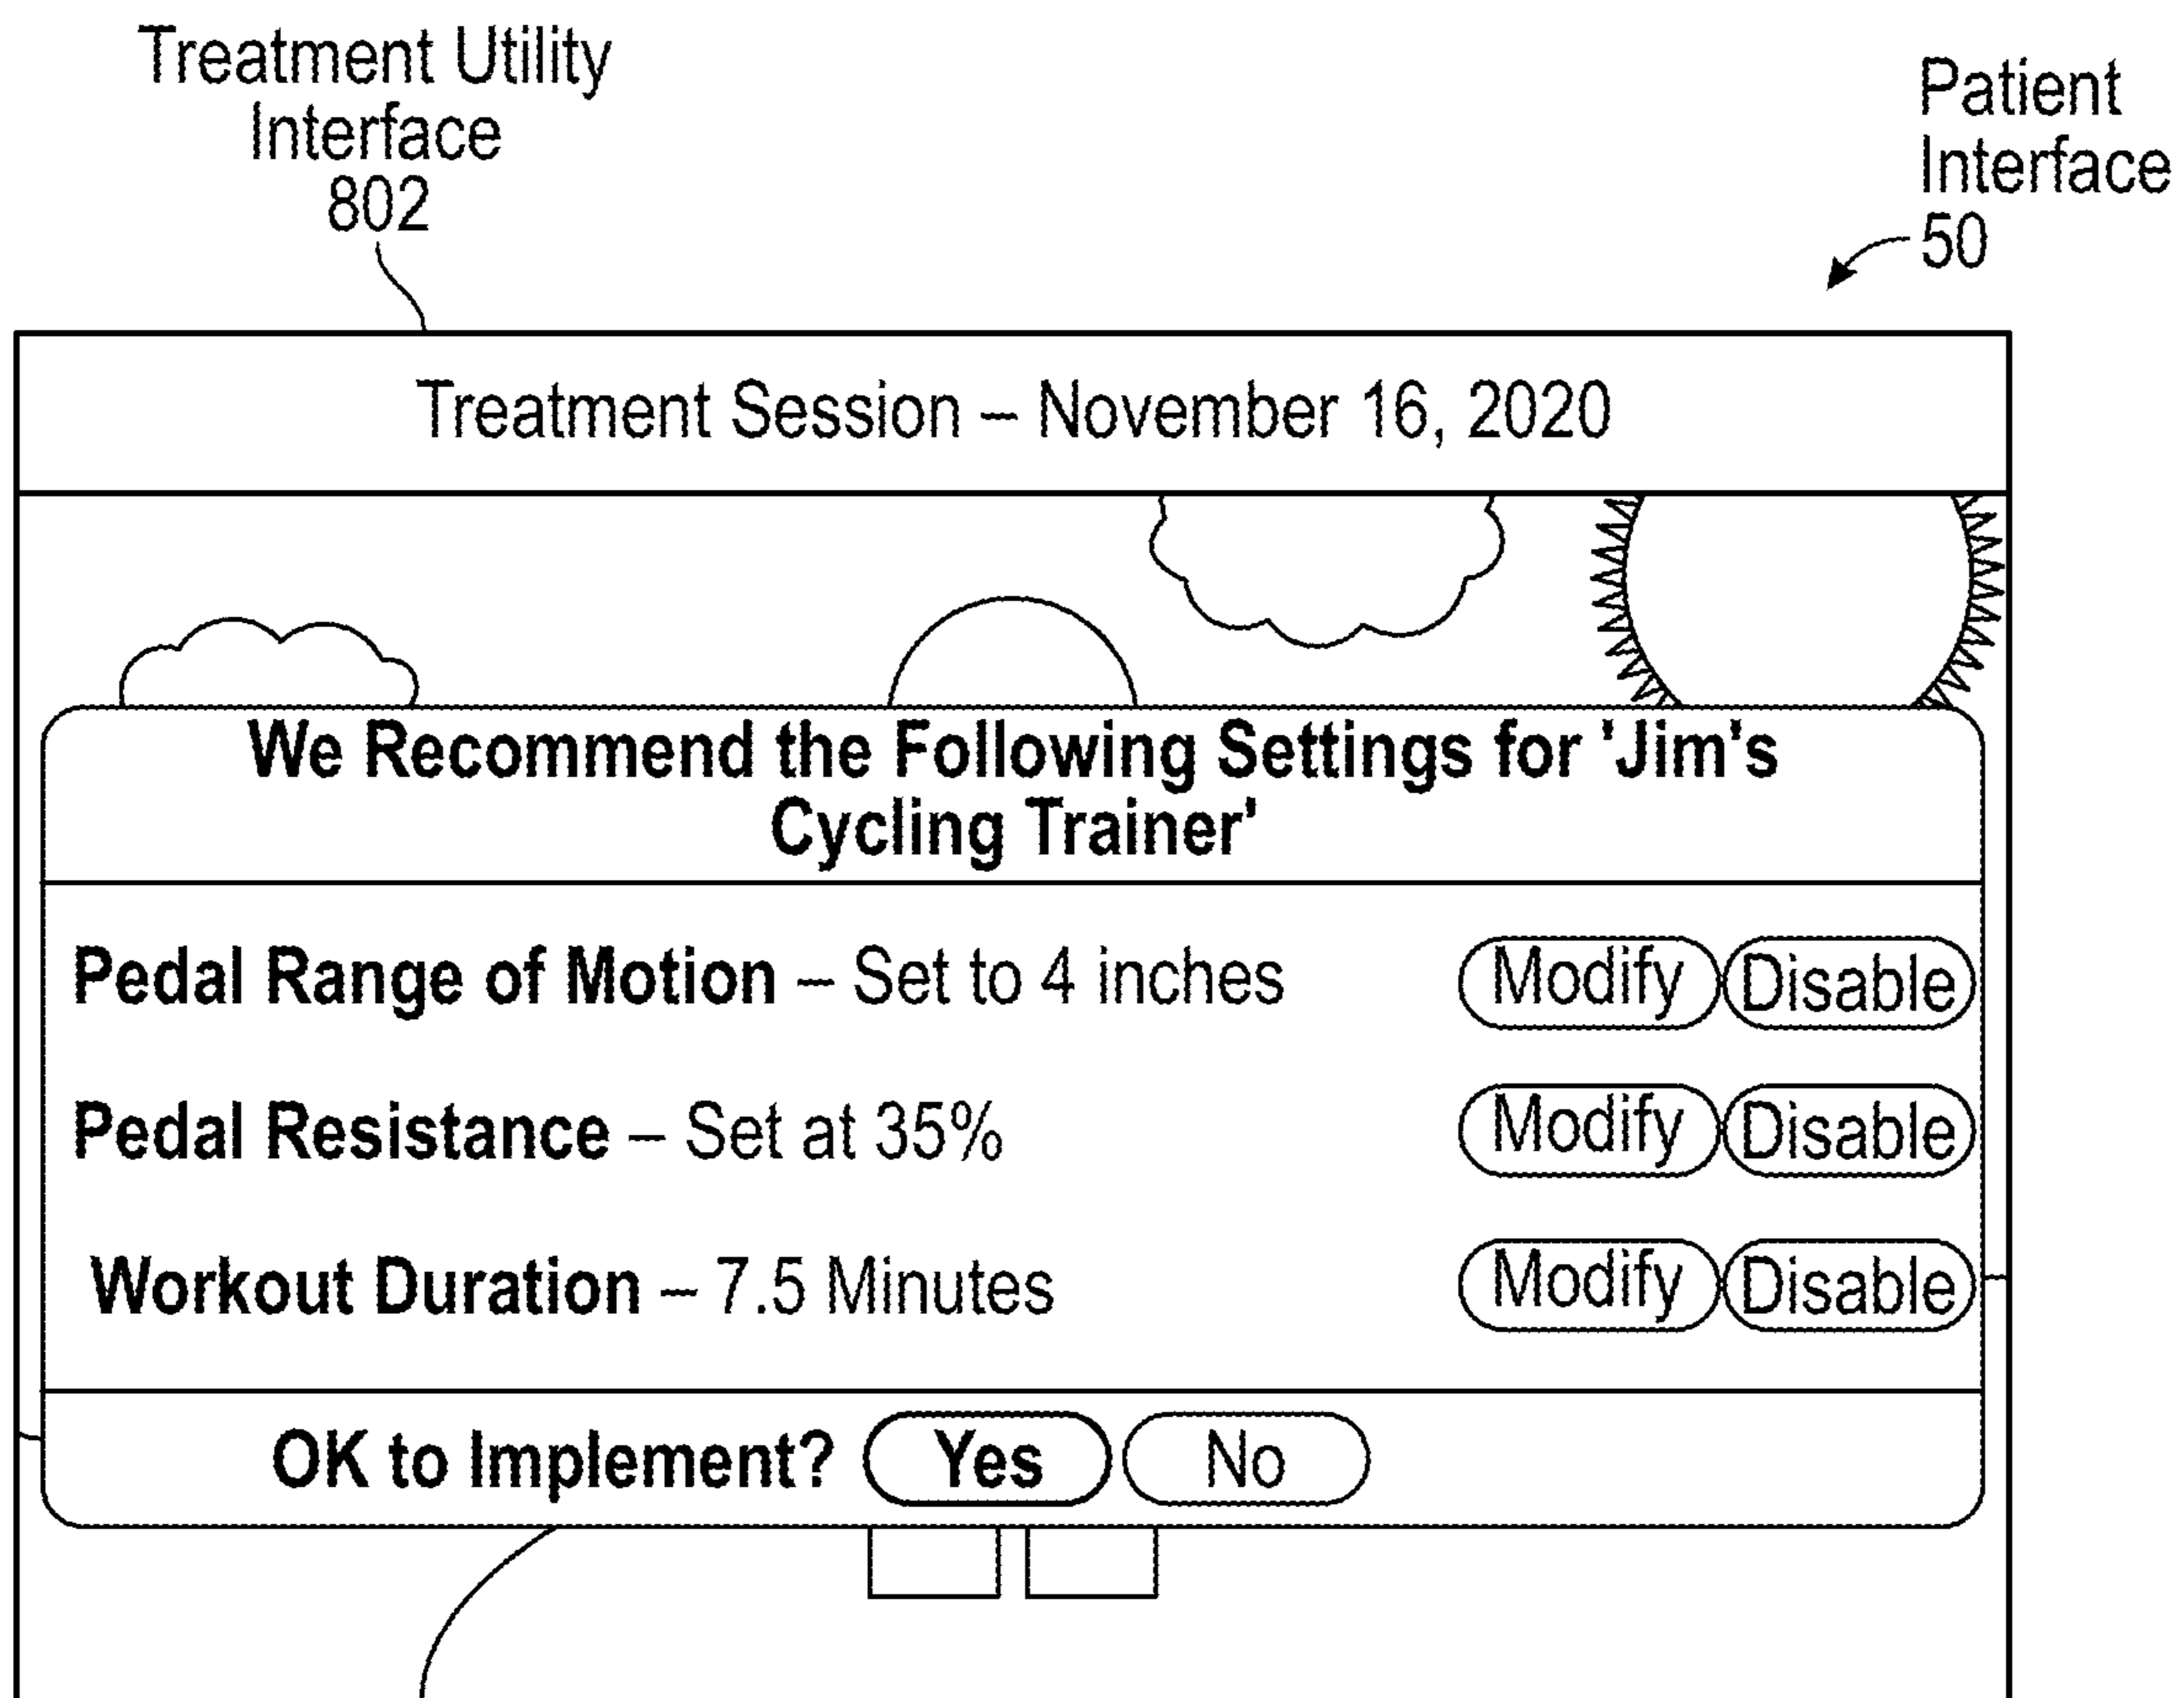 Treatment Utility
Interface
802
Patient
Interface
50
Treatment Session – November 16, 2020
We Recommend the Following Settings for 'Jim's
Cycling Trainer'
Pedal Range of Motion – Set to 4 inches Modify Disable
Pedal Resistance – Set at 35% Modify Disable
Workout Duration – 7.5 Minutes Modify Disable
OK to Implement? Yes No